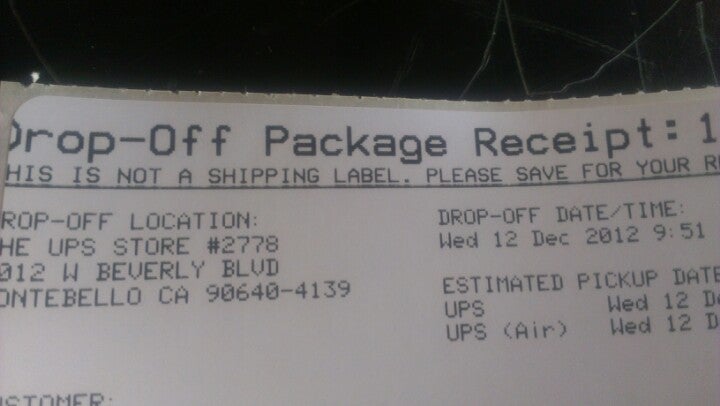 Drop-Off Package Receipt: 1
HIS IS NOT A SHIPPING LABEL. PLEASE SAVE FOR YOUR R
ROP-OFF LOCATION:
HE UPS STORE #2778
012 W BEVERLY BLVD
ONTEBELLO CA 90640-4139
DROP-OFF DATE/TIME:
Wed 12 Dec 2012 9:51
ESTIMATED PICKUP DATE
UPS Wed 12 D
UPS (Air) Wed 12 D
USTOMER: